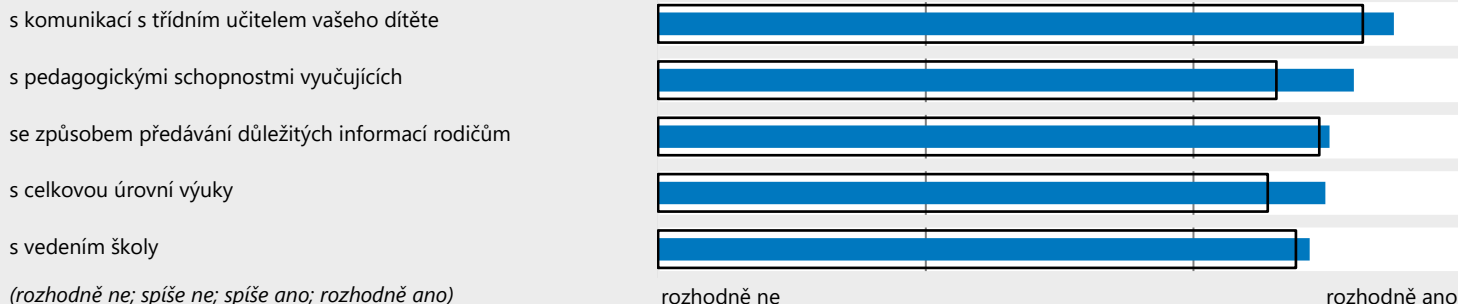 s komunikací s třídním učitelem vašeho dítěte
s pedagogickými schopnostmi vyučujících
se způsobem předávání důležitých informací rodičům
s celkovou úrovní výuky
s vedením školy
(rozhodně ne; spíše ne; spíše ano; rozhodně ano) rozhodně ne rozhodně ano